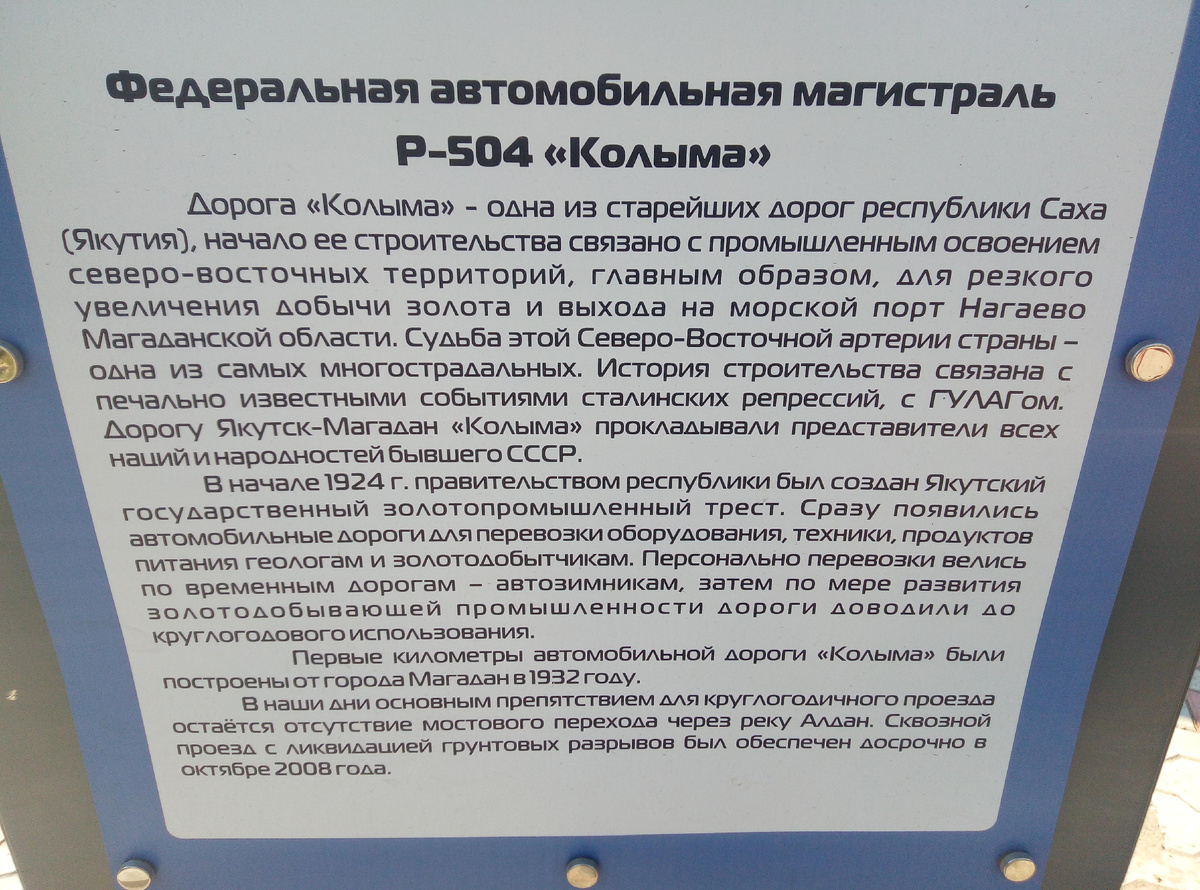 Федеральная автомобильная магистраль
Р-504 «Колыма»
Дорога «Колыма» - одна из старейших дорог республики Саха
(Якутия), начало ее строительства связано с промышленным освоением
северо-восточных территорий, главным образом, для резкого
увеличения добычи золота и выхода на морской порт Нагаево
Магаданской области. Судьба этой Северо-Восточной артерии страны –
одна из самых многострадальных. История строительства связана с
печально известными событиями сталинских репрессий, с ГУЛАГом.
Дорогу Якутск-Магадан «Колыма» прокладывали представители всех
наций и народностей бывшего СССР.
В начале 1924 г. правительством республики был создан Якутский
государственный золотопромышленный трест. Сразу появились
автомобильные дороги для перевозки оборудования, техники, продуктов
питания геологам и золотодобытчикам. Персонально перевозки велись
по временным дорогам – автозимникам, затем по мере развития
золотодобывающей промышленности дороги доводили до
круглогодового использования.
Первые километры автомобильной дороги «Колыма» были
построены от города Магадан в 1932 году.
В наши дни основным препятствием для круглогодичного проезда
остаётся отсутствие мостового перехода через реку Алдан. Сквозной
проезд с ликвидацией грунтовых разрывов был обеспечен досрочно в
октябре 2008 года.